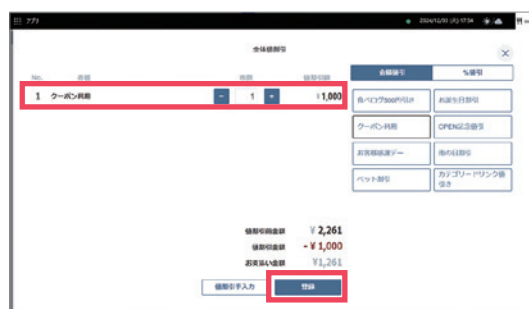 アプリ
2024/12/03 (火) 17:54
全体値割引
No. 名称 枚数 値割引額
1 クーポン利用 - 1 + ¥1,000
金額値引 %値引
食べログ500円引き お誕生日割引
クーポン利用 OPEN記念値引
お客様感謝デー 雨の日割引
ペット割引 カテゴリードリンク値引き
値割引前金額 ¥ 2,261
値割引金額 - ¥ 1,000
お支払い金額 ¥1,261
値割引手入力 登録